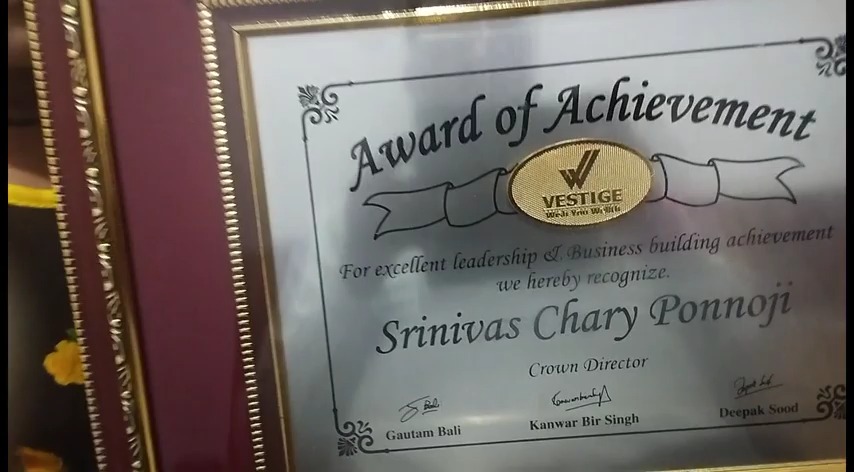 Award of Achievement
VESTIGE
For excellent leadership & Business building achievement
we hereby recognize.
Srinivas Chary Ponnoji
Crown Director
Gautam Bali
Kanwar Bir Singh
Deepak Sood